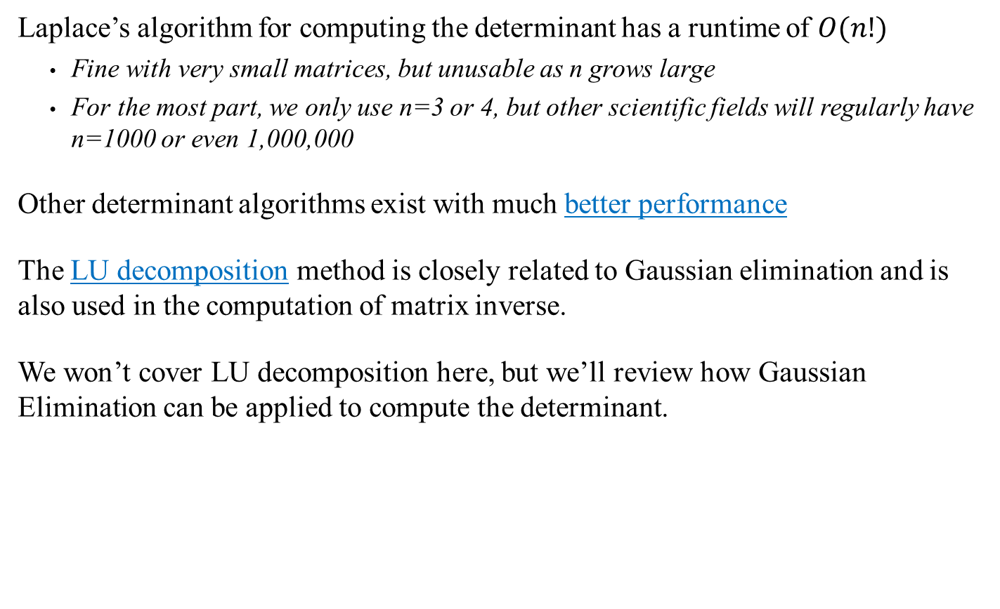 Laplace’s algorithm for computing the determinant has a runtime of O(n!)
• Fine with very small matrices, but unusable as n grows large
• For the most part, we only use n=3 or 4, but other scientific fields will regularly have
n=1000 or even 1,000,000
Other determinant algorithms exist with much better performance
The LU decomposition method is closely related to Gaussian elimination and is
also used in the computation of matrix inverse.
We won’t cover LU decomposition here, but we’ll review how Gaussian
Elimination can be applied to compute the determinant.